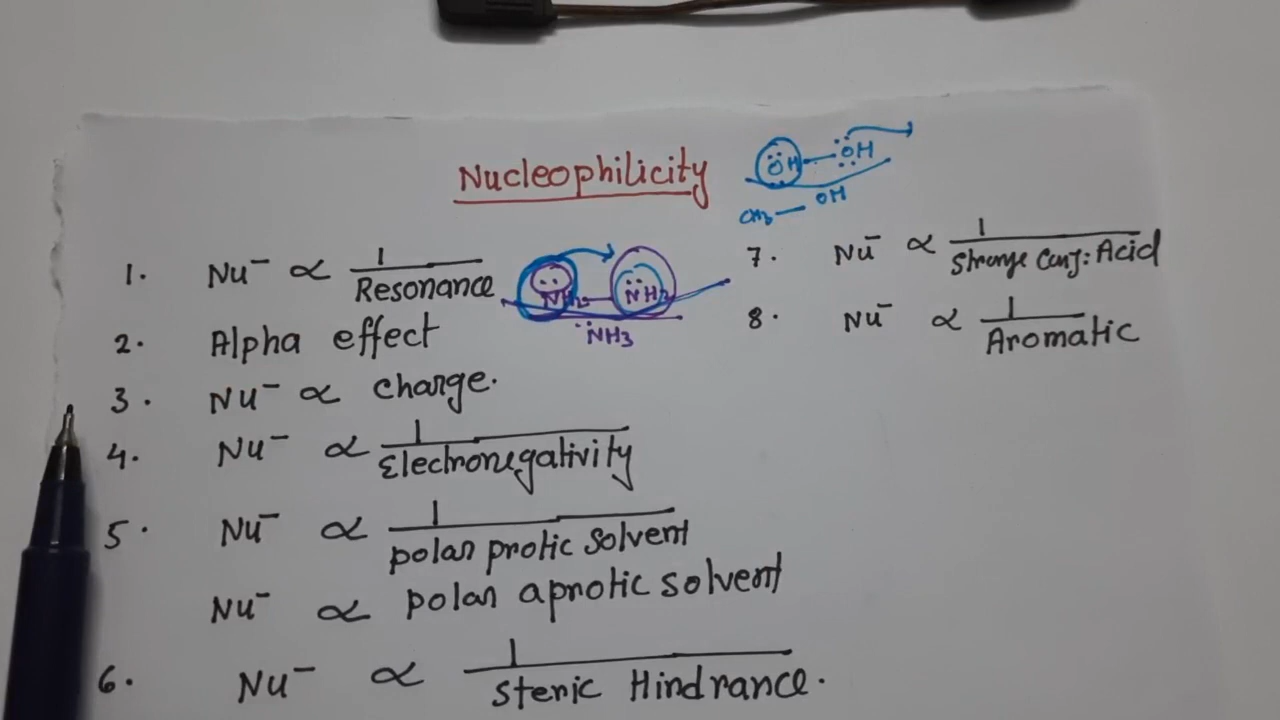 Nucleophilicity
ÖH — ÖH
CH3 — OH
1. Nu⁻ ∝ 1/Resonance
NH2 — NH2
NH3
2. Alpha effect
3. Nu⁻ ∝ charge.
4. Nu⁻ ∝ 1/Electronegativity
5. Nu⁻ ∝ 1/polar protic solvent
Nu⁻ ∝ polar aprotic solvent
6. Nu⁻ ∝ 1/Steric Hindrance.
7. Nu⁻ ∝ 1/Stronge Conj: Acid
8. Nu⁻ ∝ 1/Aromatic